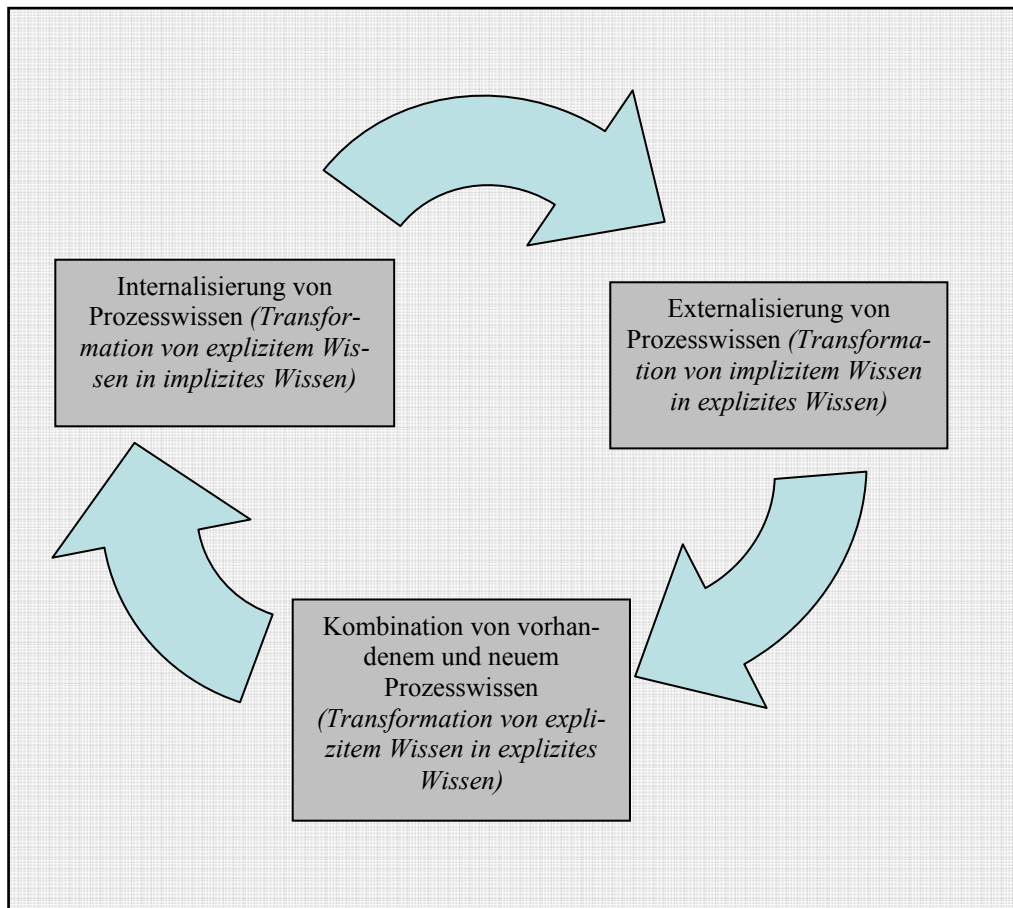 Internalisierung von
Prozesswissen (Transfor-
mation von explizitem Wis-
sen in implizites Wissen)
Externalisierung von
Prozesswissen (Transforma-
tion von implizitem Wissen
in explizites Wissen)
Kombination von vorhan-
denem und neuem
Prozesswissen
(Transformation von expli-
zitem Wissen in explizites
Wissen)